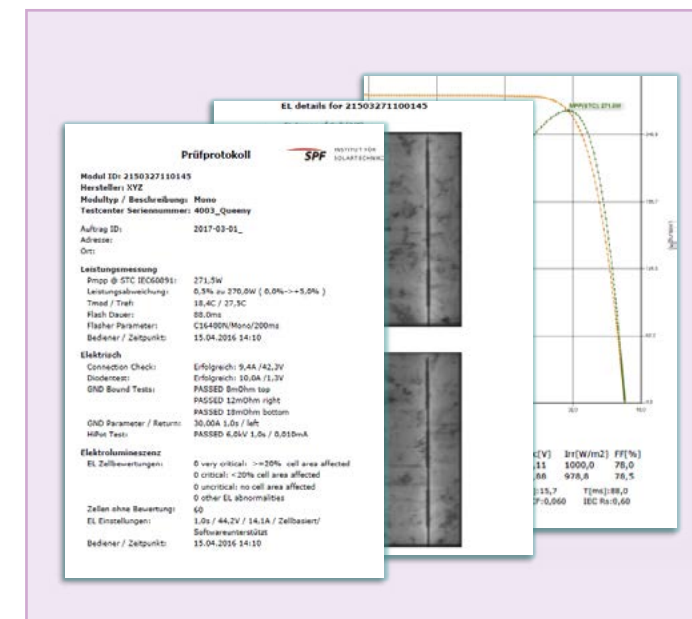 Prüfprotokoll
SPF INSTITUT FÜR
SOLARTECHNIK
Modul ID: 2150327110145
Hersteller: XYZ
Modultyp / Beschreibung: Mono
Testcenter Seriennummer: 4003_Queeny
Auftrag ID: 2017-03-01_
Adresse:
Ort:
Leistungsmessung
Pmpp @ STC IEC60891: 271,5W
Leistungsabweichung: 0,5% zu 270,0W ( 0,0%->+5,0% )
Tmod / Tref: 18,4C / 27,5C
Flash Dauer: 88,0ms
Flasher Parameter: C16400N/Mono/200ms
Bediener / Zeitpunkt: 15.04.2016 14:10
Elektrisch
Connection Check: Erfolgreich: 9,4A /42,3V
Diodentest: Erfolgreich: 10,0A /1,3V
GND Bound Tests: PASSED 8mOhm top
PASSED 12mOhm right
PASSED 18mOhm bottom
GND Parameter / Return: 30,00A 1,0s / left
HiPot Test: PASSED 6,0kV 1,0s / 0,010mA
Elektrolumineszenz
EL Zellbewertungen: 0 very critical: >=20% cell area affected
0 critical: <20% cell area affected
0 uncritical: no cell area affected
0 other EL abnormalities
Zellen ohne Bewertung: 60
EL Einstellungen: 1,0s / 44,2V / 14,1A / Zellbasiert/
Softwareunterstützt
Bediener / Zeitpunkt: 15.04.2016 14:10
EL details for 21503271100145
MPP(STC), 271,5W
[V] Irr[W/m2] FF[%]
,11 1000,0 78,0
,88 978,8 78,5
:15,7 T[ms]:88,0
CF:0,060 IEC Rs:0,60